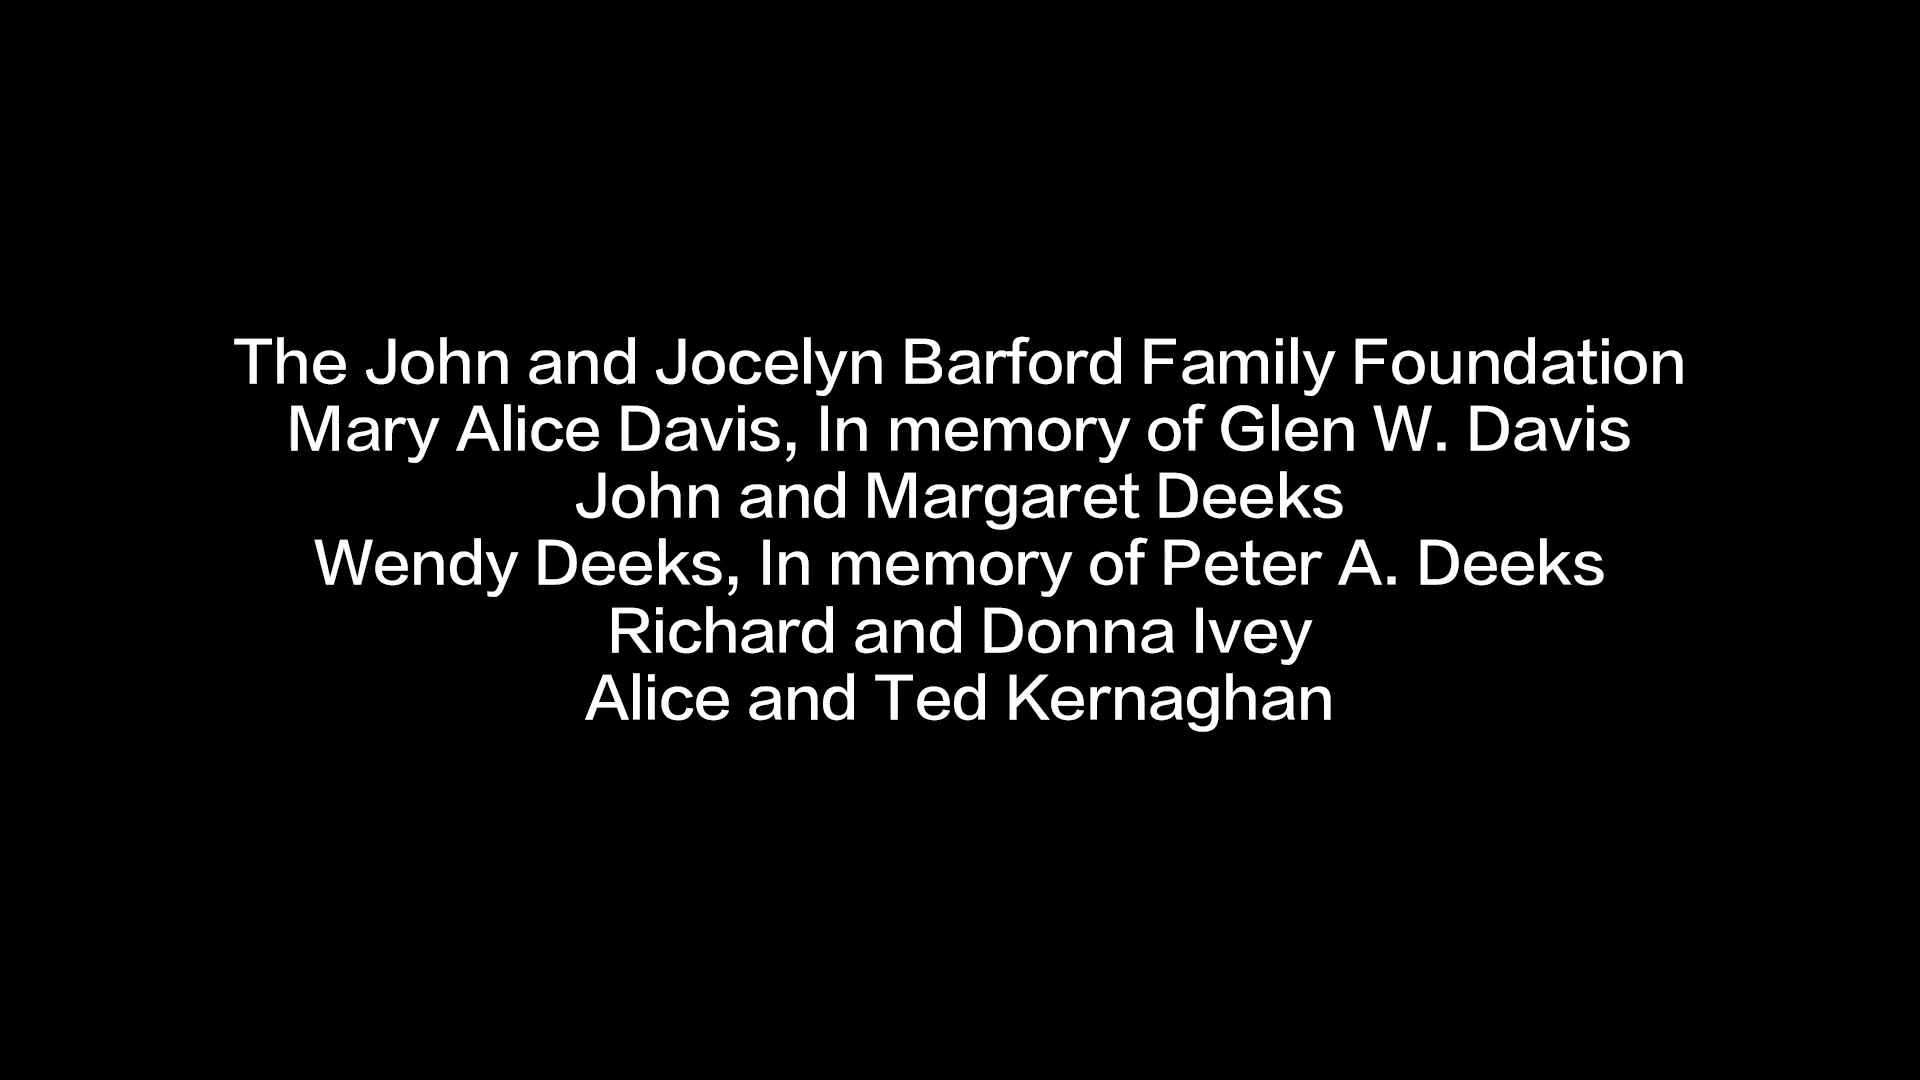 The John and Jocelyn Barford Family Foundation
Mary Alice Davis, In memory of Glen W. Davis
John and Margaret Deeks
Wendy Deeks, In memory of Peter A. Deeks
Richard and Donna Ivey
Alice and Ted Kernaghan